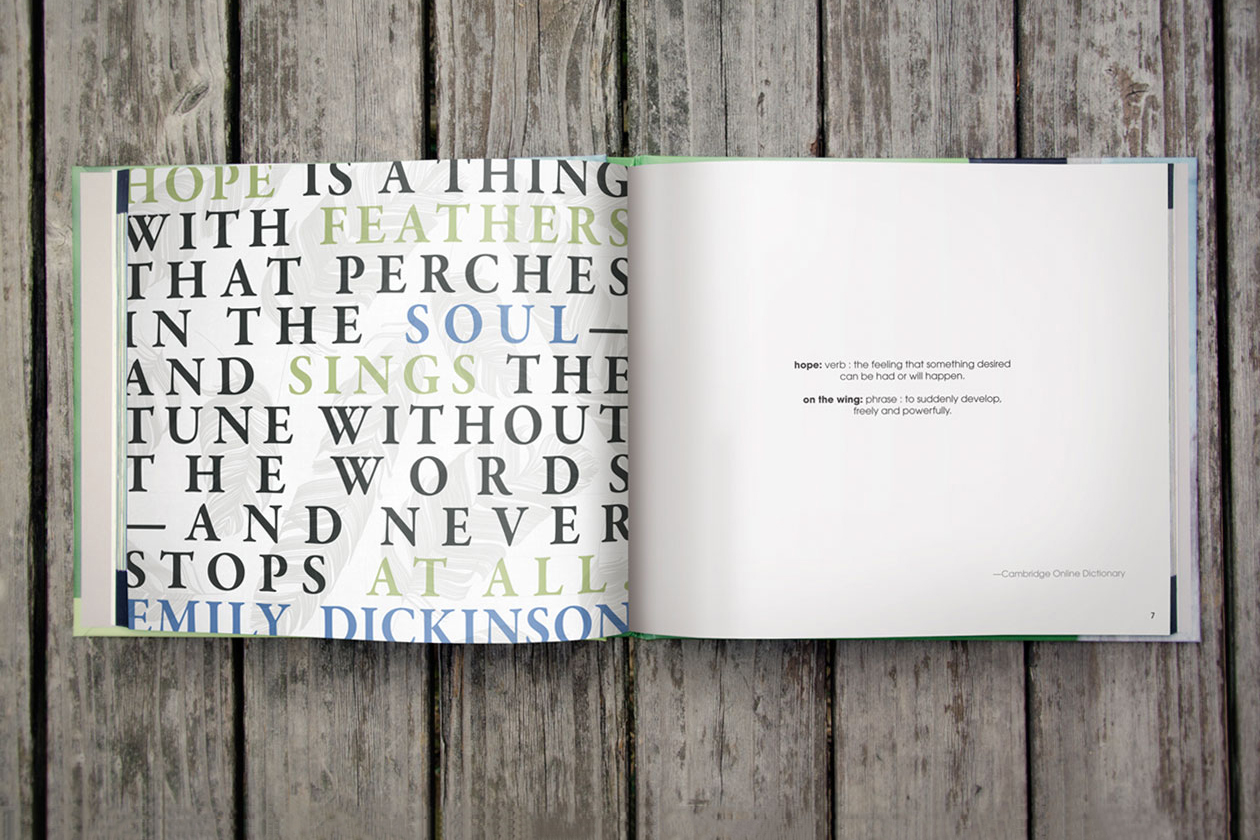 HOPE IS A THING
WITH FEATHERS
THAT PERCHES
IN THE SOUL—
AND SINGS THE
TUNE WITHOUT
THE WORDS
—AND NEVER
STOPS AT ALL.
EMILY DICKINSON
hope: verb : the feeling that something desired
can be had or will happen.
on the wing: phrase : to suddenly develop,
freely and powerfully.
—Cambridge Online Dictionary
7